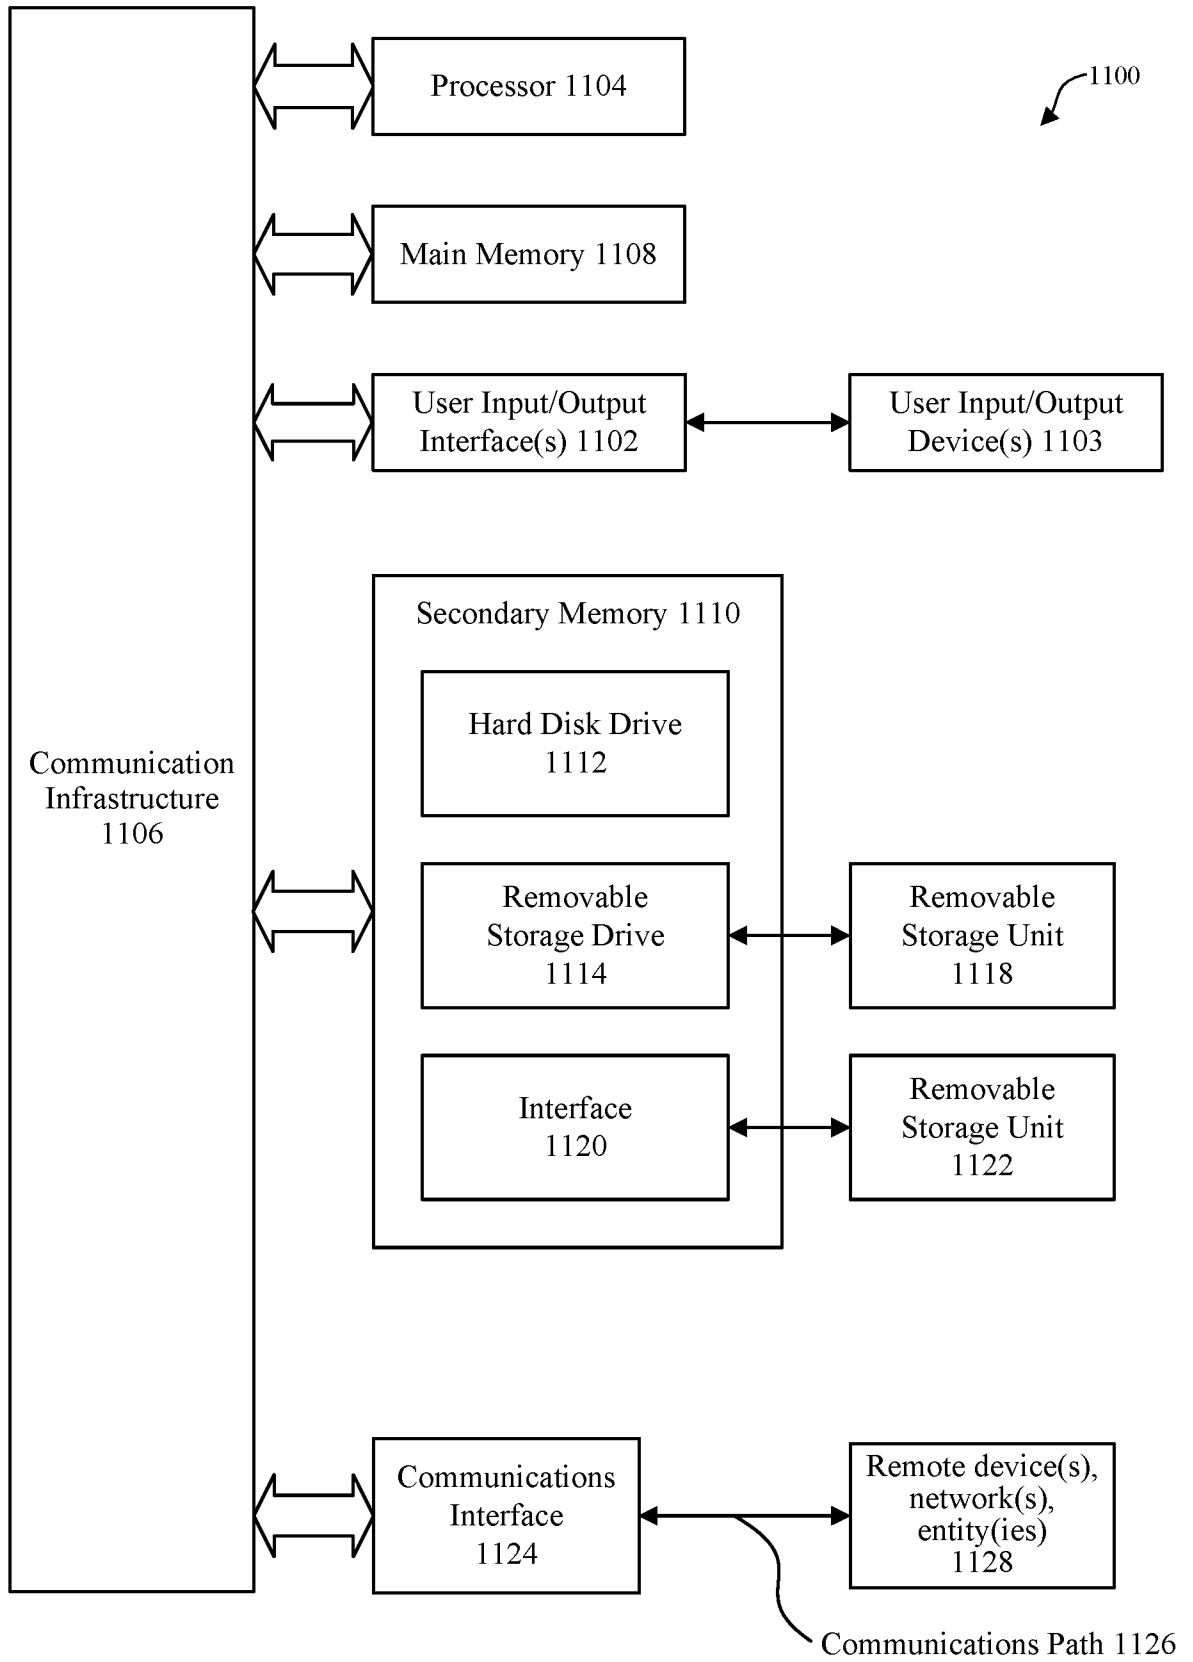 Processor 1104
1100
Main Memory 1108
User Input/Output
Interface(s) 1102
User Input/Output
Device(s) 1103
Secondary Memory 1110
Hard Disk Drive
1112
Communication
Infrastructure
1106
Removable
Storage Drive
1114
Removable
Storage Unit
1118
Interface
1120
Removable
Storage Unit
1122
Communications
Interface
1124
Remote device(s),
network(s),
entity(ies)
1128
Communications Path 1126